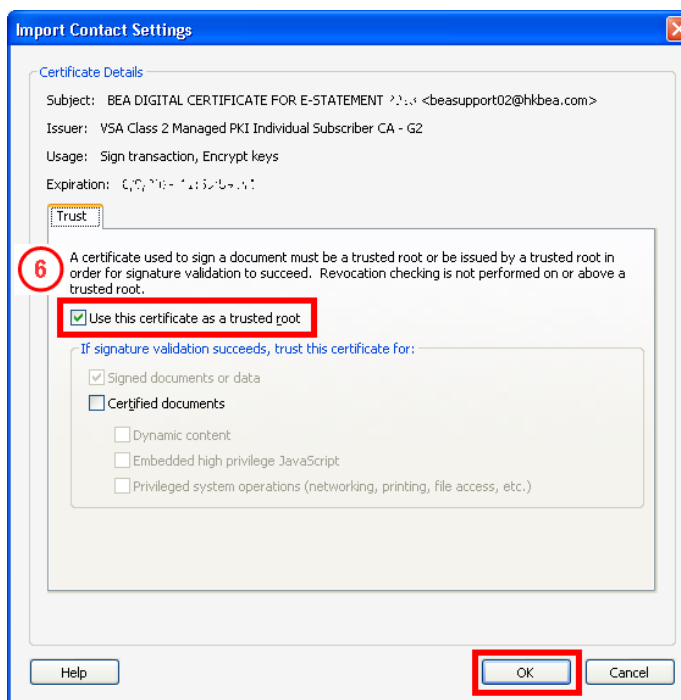 Import Contact Settings
Certificate Details
Subject: BEA DIGITAL CERTIFICATE FOR E-STATEMENT <beasupport02@hkbea.com>
Issuer: VSA Class 2 Managed PKI Individual Subscriber CA - G2
Usage: Sign transaction, Encrypt keys
Expiration:
Trust
6
A certificate used to sign a document must be a trusted root or be issued by a trusted root in
order for signature validation to succeed. Revocation checking is not performed on or above a
trusted root.
Use this certificate as a trusted root
If signature validation succeeds, trust this certificate for:
Signed documents or data
Certified documents
Dynamic content
Embedded high privilege JavaScript
Privileged system operations (networking, printing, file access, etc.)
Help
OK
Cancel